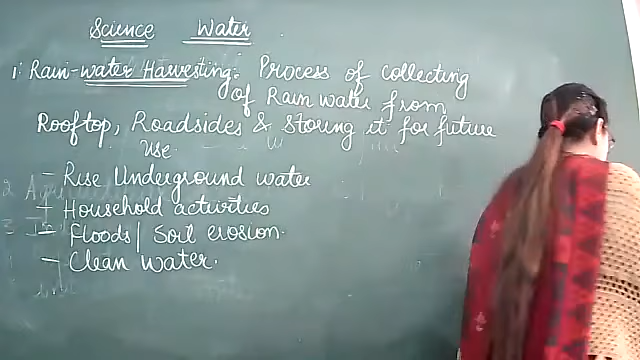 Science Water
1: Rain-water Harvesting: Process of collecting
of Rain water from
Rooftop, Roadsides & Storing it for future
use
- Rise Underground water
- Household activities
- Floods/ Soil erosion.
- Clean water.